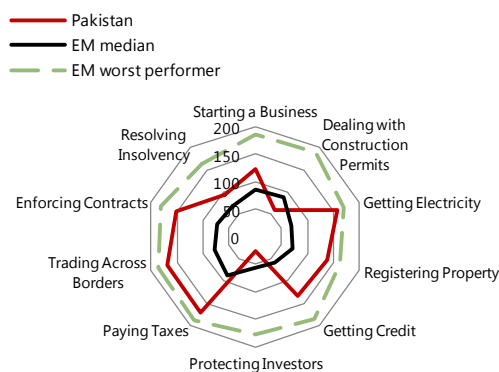 Pakistan
EM median
EM worst performer
Starting a Business
Dealing with
Construction
Permits
Resolving
Insolvency
200
150
100
50
0
Enforcing Contracts
Getting Electricity
Trading Across
Borders
Registering Property
Paying Taxes
Getting Credit
Protecting Investors